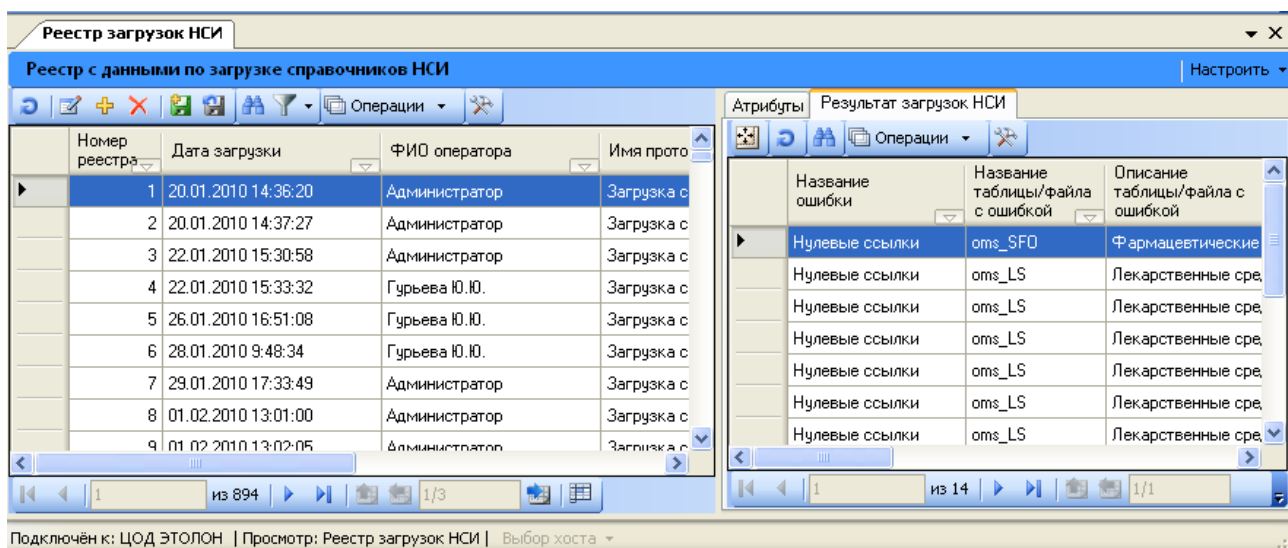 Реестр загрузок НСИ
Реестр с данными по загрузке справочников НСИ
Настроить
Операции
Номер реестра
Дата загрузки
ФИО оператора
Имя прото
1 20.01.2010 14:36:20 Администратор Загрузка с
2 20.01.2010 14:37:27 Администратор Загрузка с
3 22.01.2010 15:30:58 Администратор Загрузка с
4 22.01.2010 15:33:32 Гурьева Ю.Ю. Загрузка с
5 26.01.2010 16:51:08 Гурьева Ю.Ю. Загрузка с
6 28.01.2010 9:48:34 Гурьева Ю.Ю. Загрузка с
7 29.01.2010 17:33:49 Администратор Загрузка с
8 01.02.2010 13:01:00 Администратор Загрузка с
9 01.02.2010 13:02:05 Администратор Загрузка с
1 из 894 1/3
Атрибуты Результат загрузок НСИ
Операции
Название ошибки
Название таблицы/файла с ошибкой
Описание таблицы/файла с ошибкой
Нулевые ссылки oms_SFO Фармацевтические
Нулевые ссылки oms_LS Лекарственные сре
Нулевые ссылки oms_LS Лекарственные сре
Нулевые ссылки oms_LS Лекарственные сре
Нулевые ссылки oms_LS Лекарственные сре
Нулевые ссылки oms_LS Лекарственные сре
Нулевые ссылки oms_LS Лекарственные сре
1 из 14 1/1
Подключён к: ЦОД ЭТОЛОН | Просмотр: Реестр загрузок НСИ | Выбор хоста